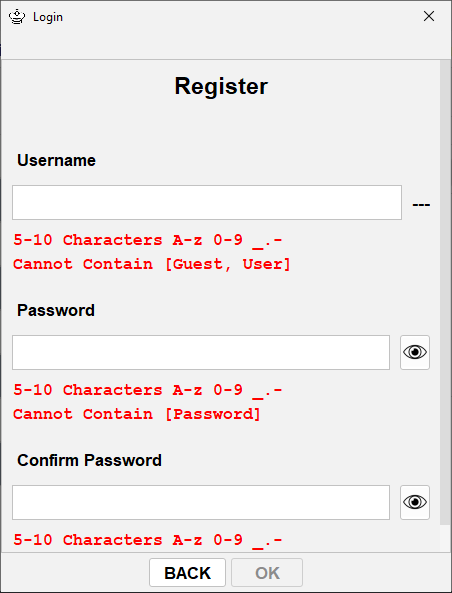 Login
Register
Username
---
5-10 Characters A-z 0-9 _.-
Cannot Contain [Guest, User]
Password
5-10 Characters A-z 0-9 _.-
Cannot Contain [Password]
Confirm Password
5-10 Characters A-z 0-9 _.-
BACK OK